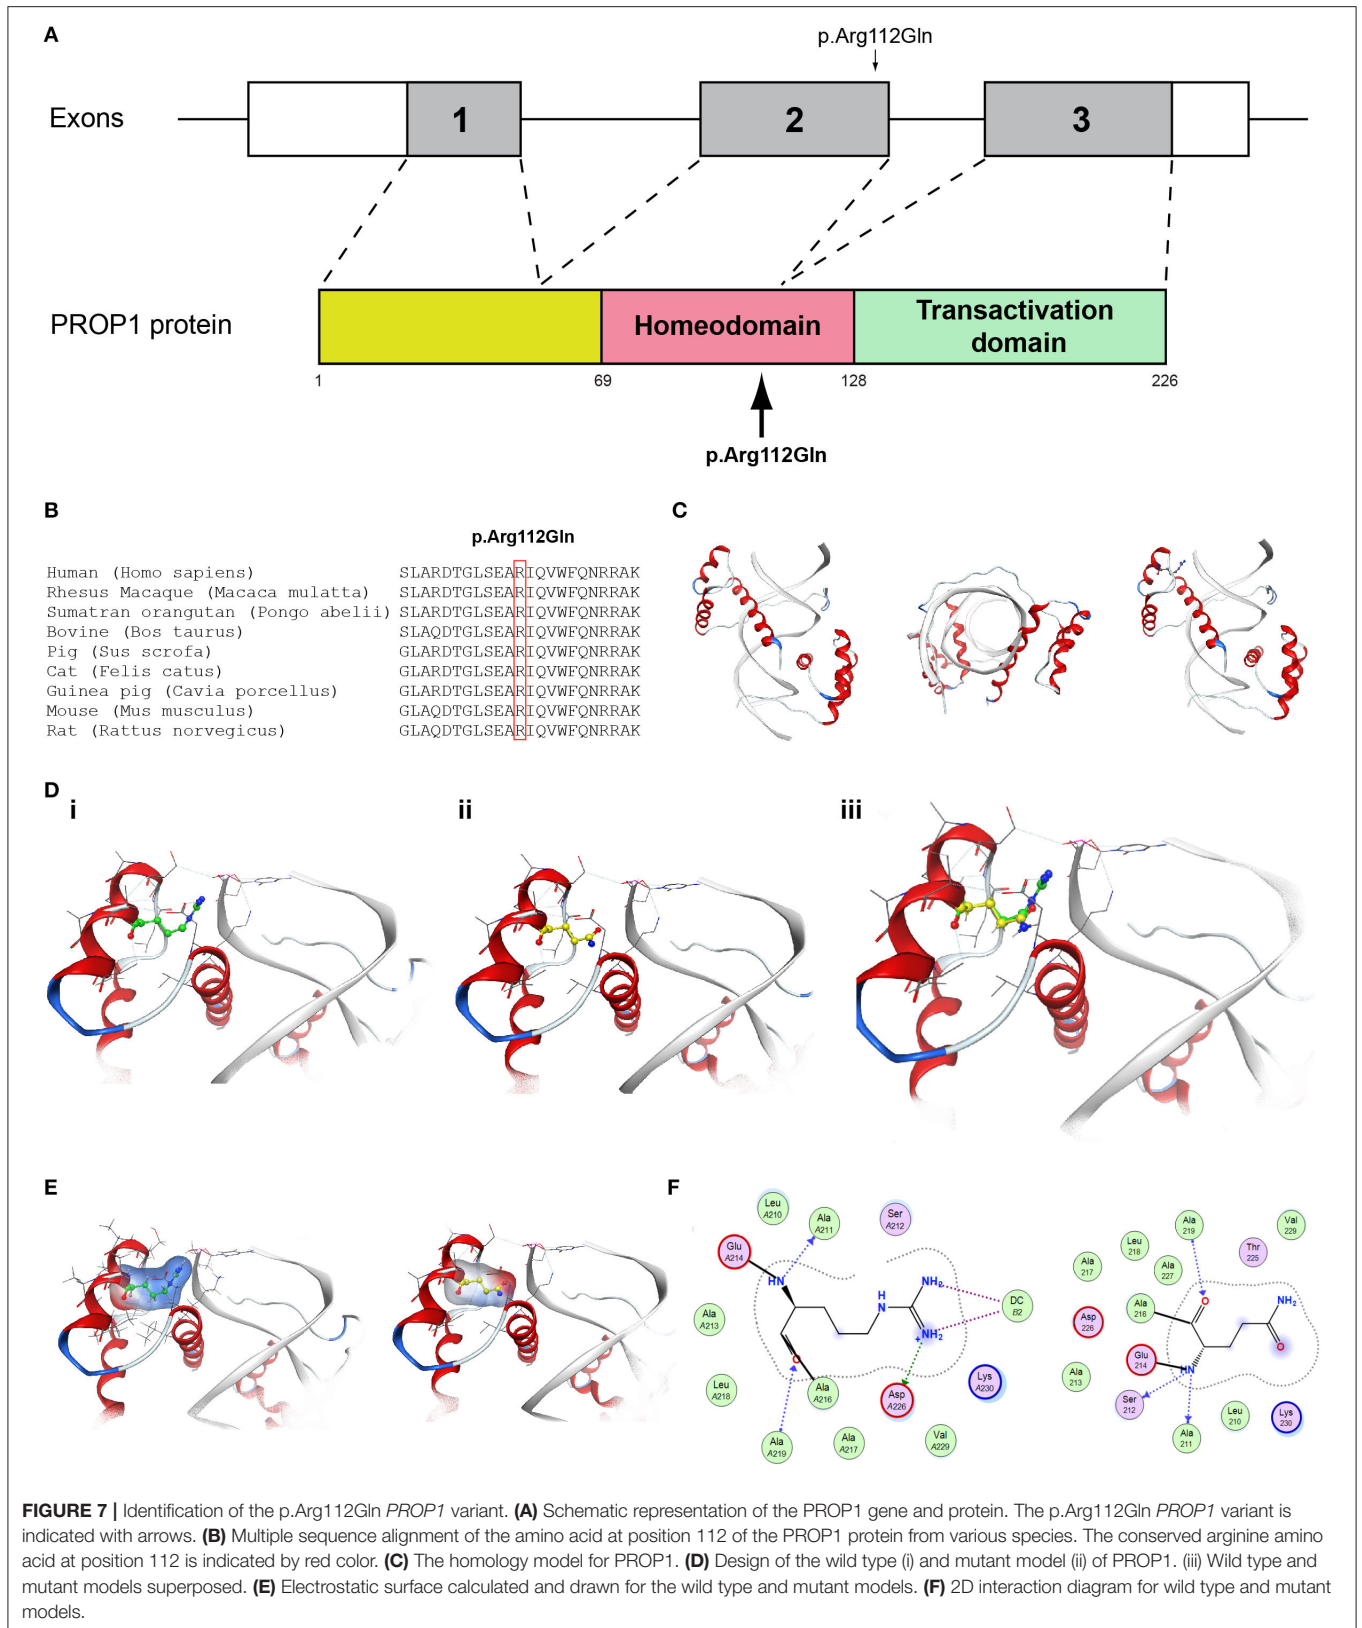 A
p.Arg112Gln
Exons
1
2
3
PROP1 protein
Homeodomain
Transactivation
domain
1
69
128
226
p.Arg112Gln
B
p.Arg112Gln
Human (Homo sapiens) SLARDTGLSEARIQVWFQNRRAK
Rhesus Macaque (Macaca mulatta) SLARDTGLSEARIQVWFQNRRAK
Sumatran orangutan (Pongo abelii) SLARDTGLSEARIQVWFQNRRAK
Bovine (Bos taurus) SLAQDTGLSEARIQVWFQNRRAK
Pig (Sus scrofa) GLARDTGLSEARIQVWFQNRRAK
Cat (Felis catus) GLARDTGLSEARIQVWFQNRRAK
Guinea pig (Cavia porcellus) GLARDTGLSEARIQVWFQNRRAK
Mouse (Mus musculus) GLAQDTGLSEARIQVWFQNRRAK
Rat (Rattus norvegicus) GLAQDTGLSEARIQVWFQNRRAK
C
D
i
ii
iii
E
F
Leu
A210
Ala
A211
Ser
A212
Glu
A214
HN
NH2
H
N
NH2
+
DC
B2
Ala
A213
O
Leu
A218
Ala
A216
Asp
A226
Lys
A230
Ala
A219
Ala
A217
Val
A229
Ala
219
Val
229
Leu
218
Thr
225
Ala
217
Ala
227
Ala
216
O
NH2
Asp
226
Glu
214
O
NH
Ala
213
Ser
212
Leu
210
Lys
230
Ala
211
FIGURE 7 | Identification of the p.Arg112Gln PROP1 variant. (A) Schematic representation of the PROP1 gene and protein. The p.Arg112Gln PROP1 variant is
indicated with arrows. (B) Multiple sequence alignment of the amino acid at position 112 of the PROP1 protein from various species. The conserved arginine amino
acid at position 112 is indicated by red color. (C) The homology model for PROP1. (D) Design of the wild type (i) and mutant model (ii) of PROP1. (iii) Wild type and
mutant models superposed. (E) Electrostatic surface calculated and drawn for the wild type and mutant models. (F) 2D interaction diagram for wild type and mutant
models.